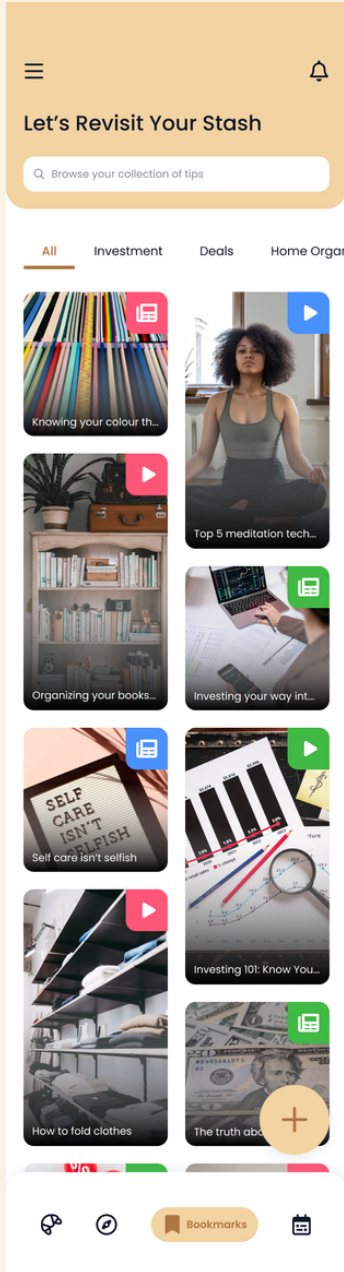 Let's Revisit Your Stash
Browse your collection of tips
All Investment Deals Home Orgar
Knowing your colour th...
Top 5 meditation tech...
Organizing your books...
Investing your way int...
SELF
CARE
ISN'T
SELFISH
Self care isn't selfish
Investing 101: Know You...
How to fold clothes
The truth abo
Bookmarks